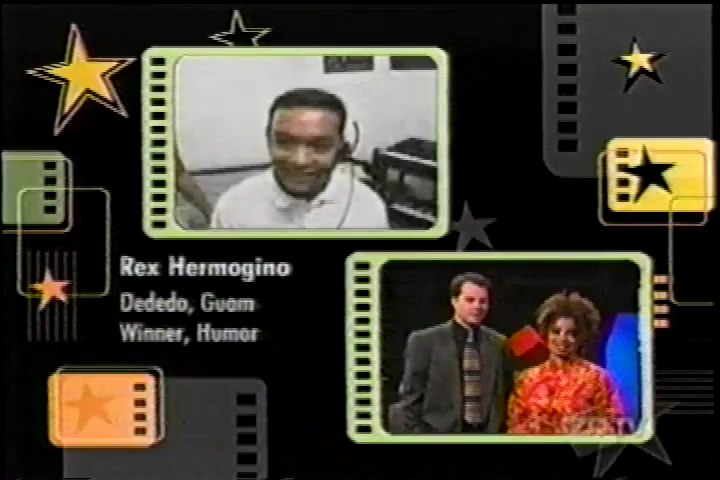 Rex Hermogino
Dededo, Guam
Winner, Humor